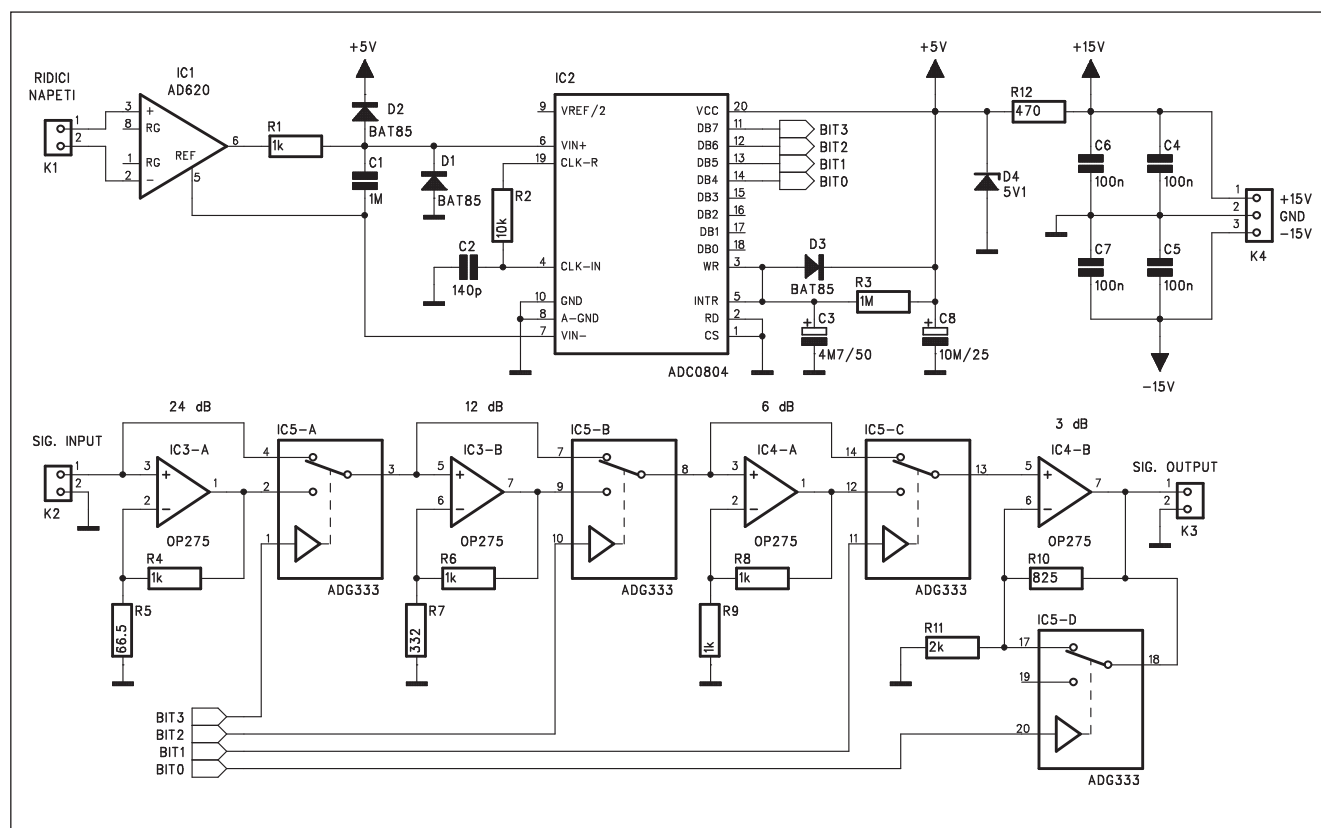 +5V
+5V
+15V
RIDICI
NAPETI
IC1
AD620
3
+
8
RG
1
RG
REF
2
-
6
5
1
2
K1
R1
1k
D2
BAT85
C1
1M
D1
BAT85
R2
10k
C2
140p
IC2
9 VREF/2
6 VIN+
19 CLK-R
4 CLK-IN
10 GND
8 A-GND
7 VIN-
VCC 20
DB7 11 BIT3
DB6 12 BIT2
DB5 13 BIT1
DB4 14 BIT0
DB3 15
DB2 16
DB1 17
DB0 18
WR 3
INTR 5
RD 2
CS 1
ADC0804
D3
BAT85
R3
1M
C3
4M7/50
C8
10M/25
+
+
D4
5V1
R12
470
C6
100n
C4
100n
C7
100n
C5
100n
1 +15V
2 GND
3 -15V
K4
-15V
24 dB
12 dB
6 dB
3 dB
SIG. INPUT
1
2
K2
IC3-A
3
+
2
-
1
OP275
R4
1k
R5
66.5
IC5-A
4
2
1
3
ADG333
IC3-B
5
+
6
-
7
OP275
R6
1k
R7
332
IC5-B
7
9
10
8
ADG333
IC4-A
3
+
2
-
1
OP275
R8
1k
R9
1k
IC5-C
14
12
11
13
ADG333
IC4-B
5
+
6
-
7
OP275
R10
825
R11
2k
SIG. OUTPUT
1
2
K3
IC5-D
17
19
20
18
ADG333
BIT3
BIT2
BIT1
BIT0